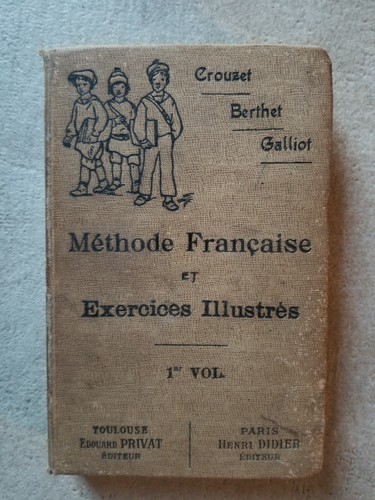 Crouzet
Berthet
Galliot
Méthode Française
ET
Exercices Illustrés
1er VOL.
TOULOUSE
EDOUARD PRIVAT
ÉDITEUR
PARIS
HENRI DIDIER
ÉDITEUR